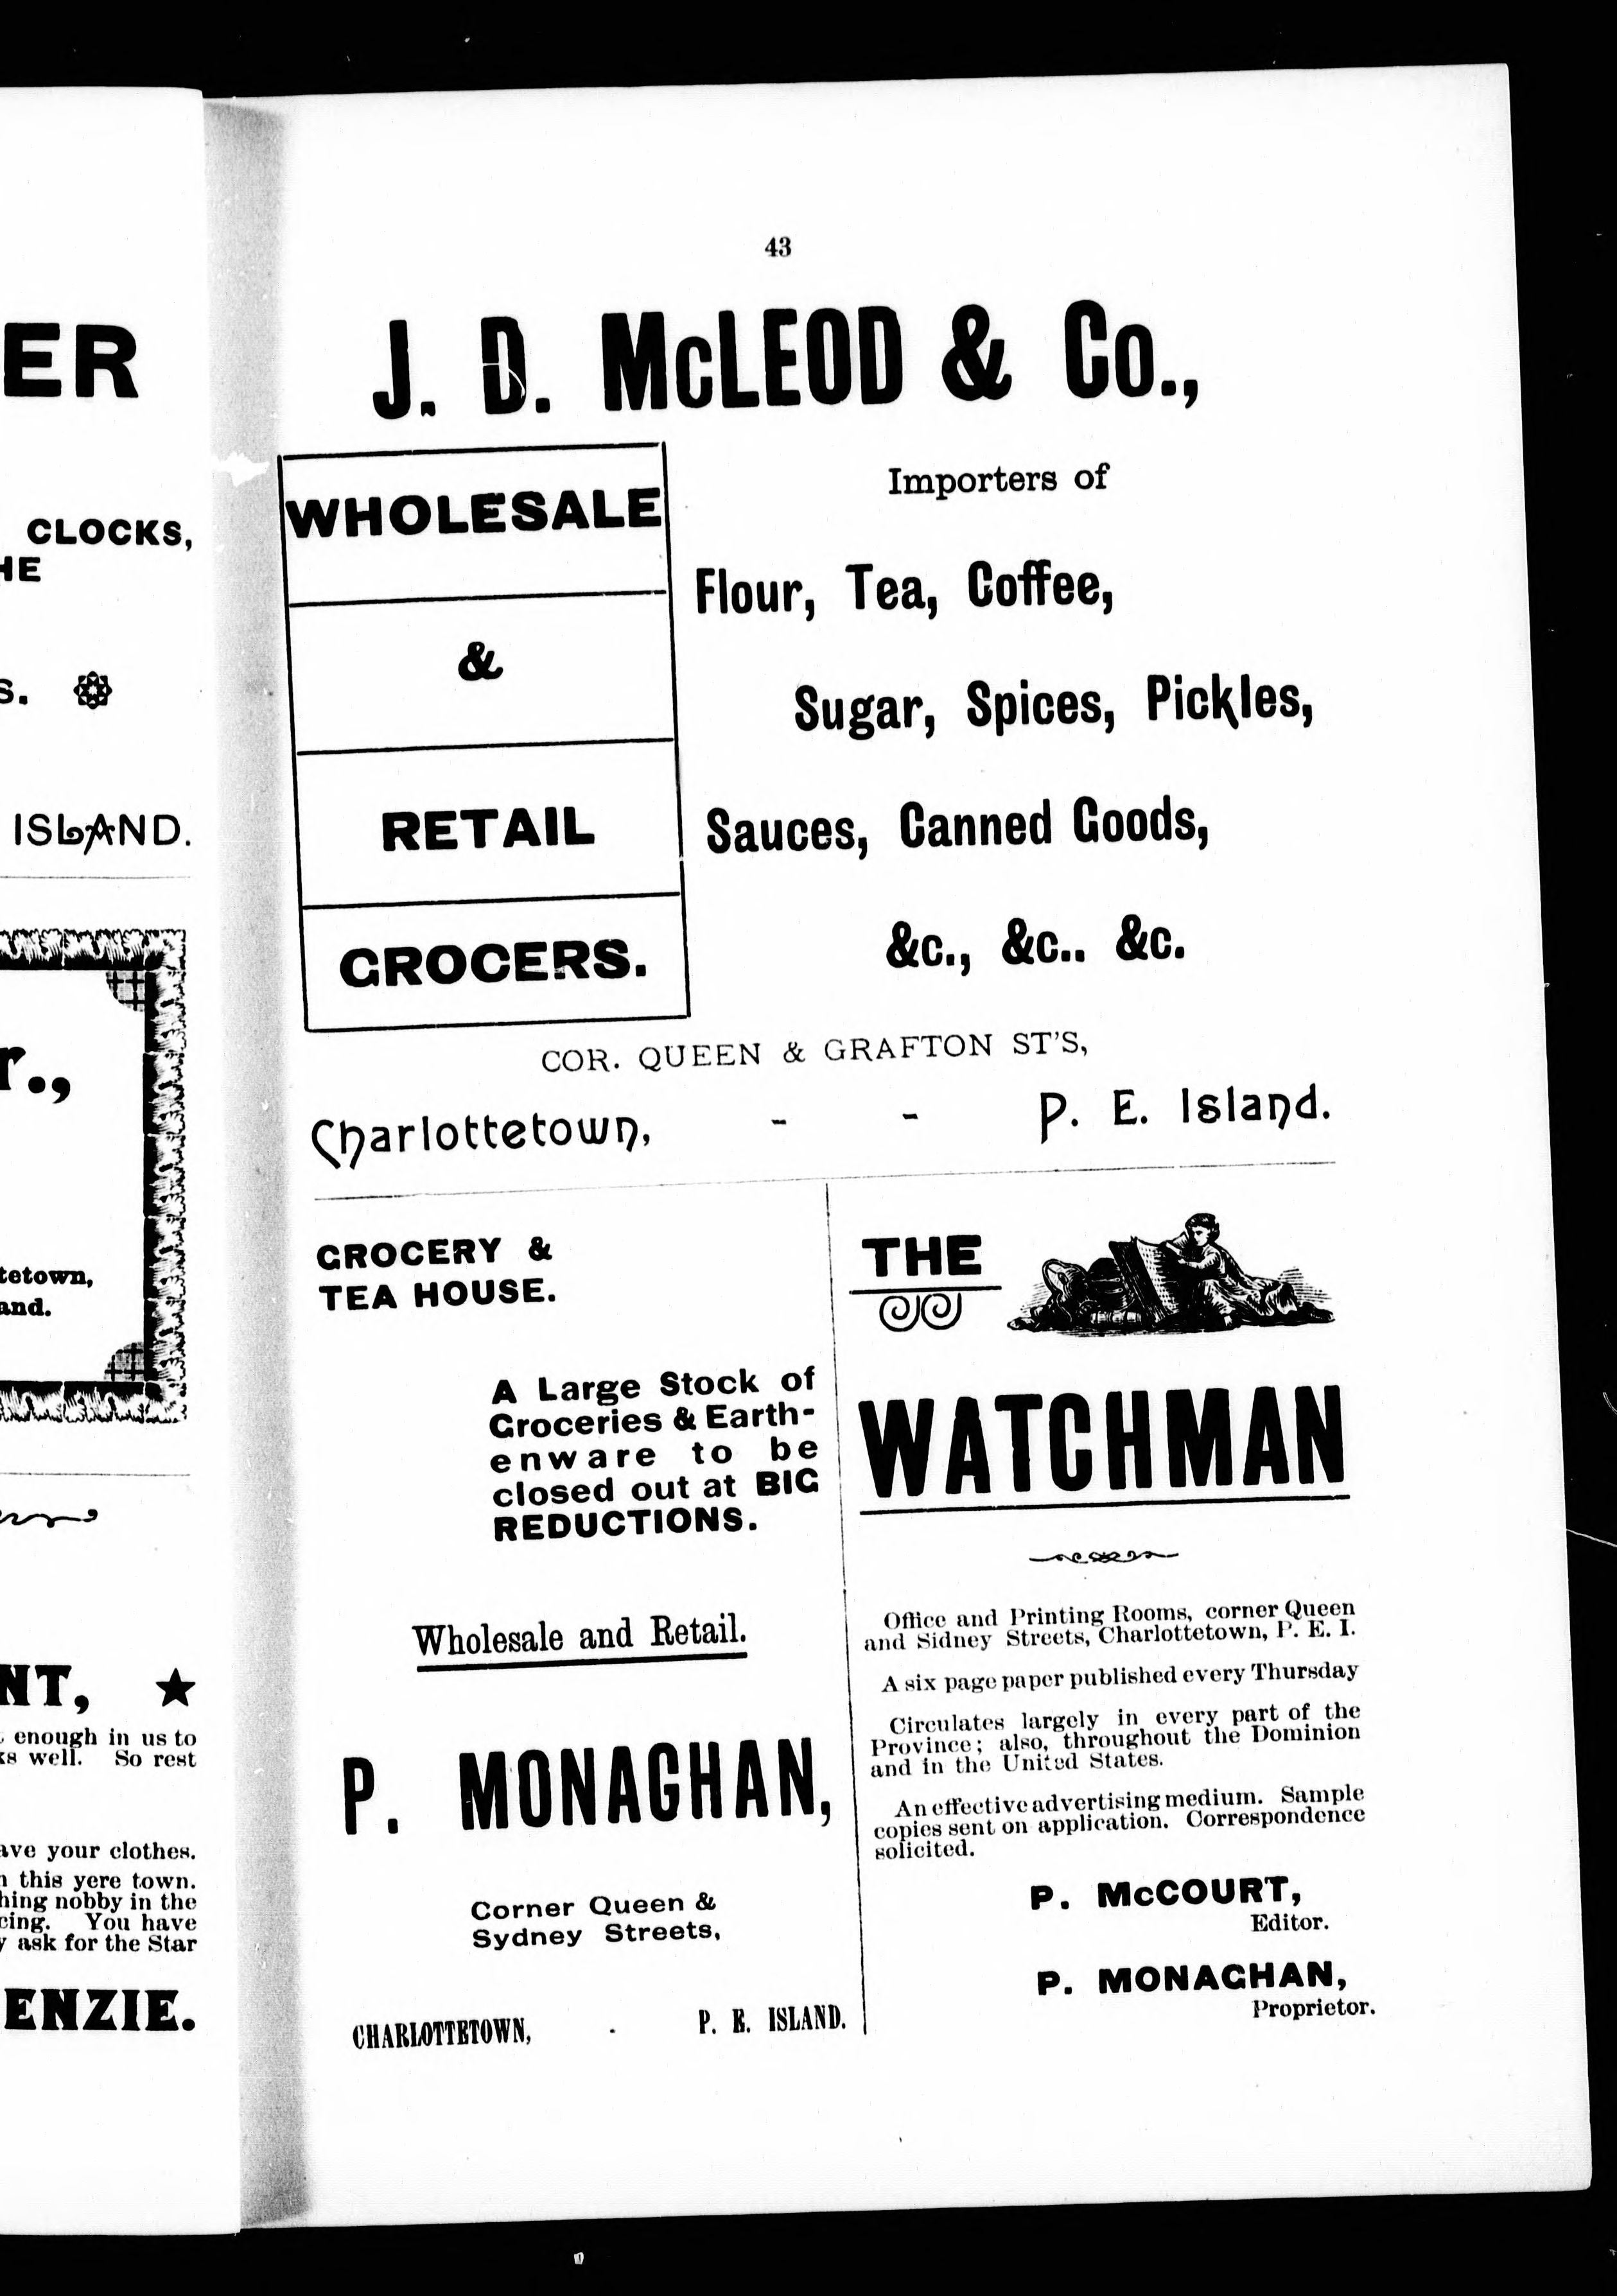 ER
CLOCKS,
HE
S.
ISLAND.
r.,
tetown,
and.
NT,
enough in us to
ks well. So rest
ave your clothes.
n this yere town.
hing nobby in the
cing. You have
y ask for the Star
ENZIE.
43
J. D. McLEOD & Co.,
WHOLESALE
&
RETAIL
GROCERS.
Importers of
Flour, Tea, Coffee,
Sugar, Spices, Pickles,
Sauces, Canned Goods,
&c., &c.. &c.
COR. QUEEN & GRAFTON ST'S,
Charlottetown, - - P. E. Island.
GROCERY &
TEA HOUSE.
A Large Stock of
Groceries & Earth-
enware to be
closed out at BIG
REDUCTIONS.
Wholesale and Retail.
P. MONAGHAN,
Corner Queen &
Sydney Streets,
CHARLOTTETOWN, - P. E. ISLAND.
THE
WATCHMAN
Office and Printing Rooms, corner Queen
and Sidney Streets, Charlottetown, P. E. I.
A six page paper published every Thursday
Circulates largely in every part of the
Province; also, throughout the Dominion
and in the United States.
An effective advertising medium. Sample
copies sent on application. Correspondence
solicited.
P. McCOURT,
Editor.
P. MONAGHAN,
Proprietor.